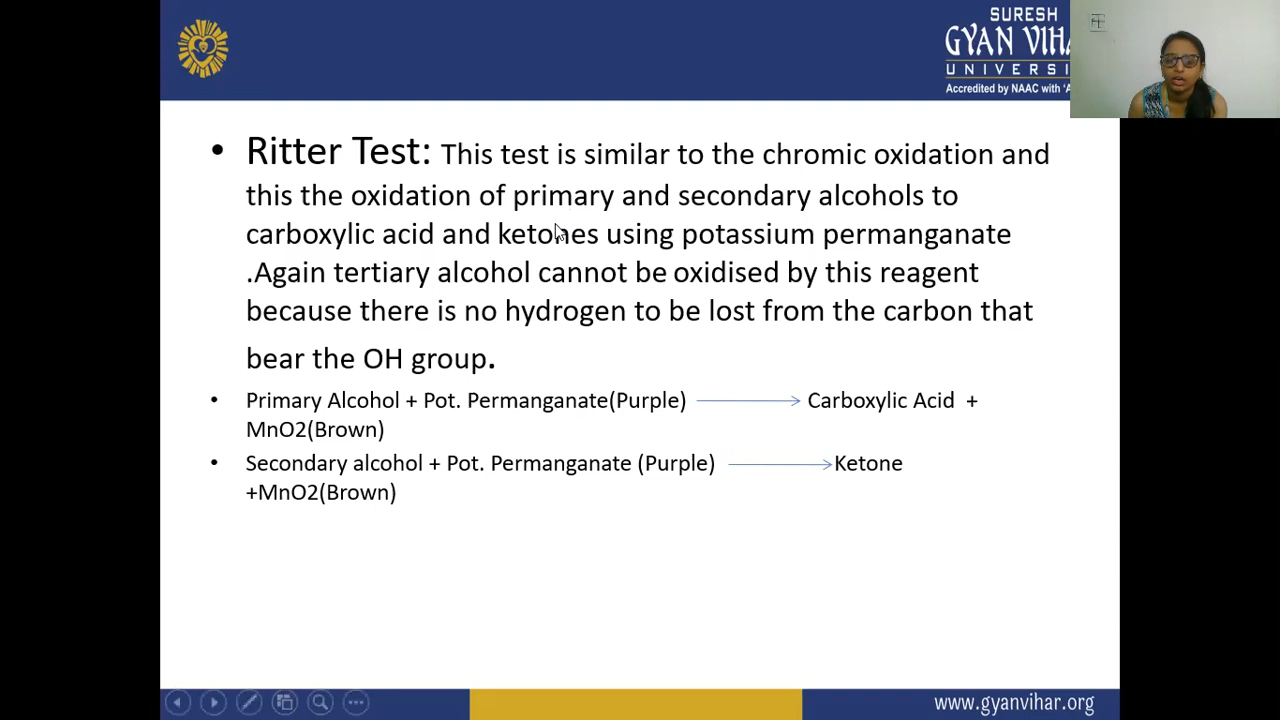 SURESH
GYAN VIHA
UNIVERSI
Accredited by NAAC with 'A
• Ritter Test: This test is similar to the chromic oxidation and
this the oxidation of primary and secondary alcohols to
carboxylic acid and ketones using potassium permanganate
.Again tertiary alcohol cannot be oxidised by this reagent
because there is no hydrogen to be lost from the carbon that
bear the OH group.
• Primary Alcohol + Pot. Permanganate(Purple) ⟶ Carboxylic Acid +
MnO2(Brown)
• Secondary alcohol + Pot. Permanganate (Purple) ⟶ Ketone
+MnO2(Brown)
www.gyanvihar.org